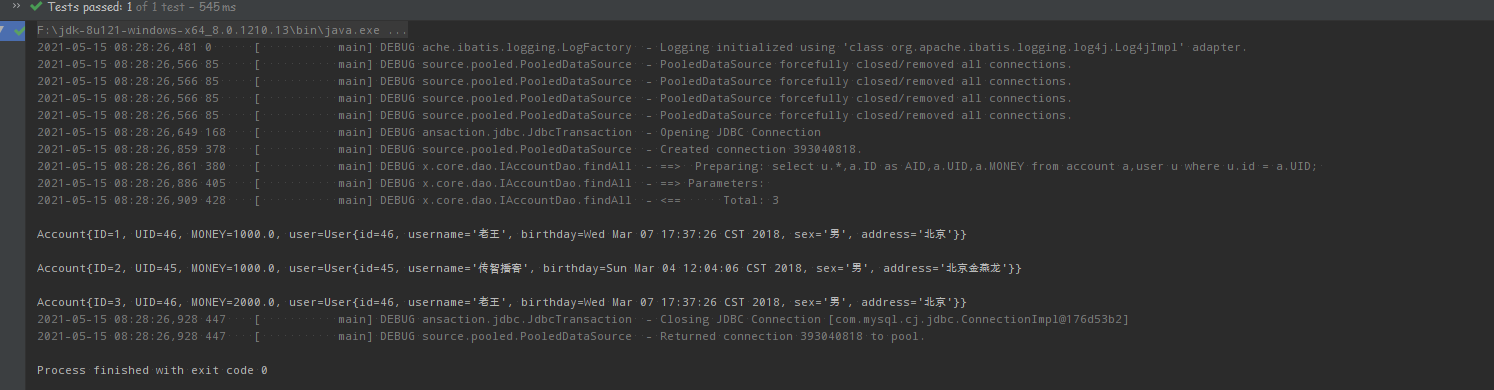 Tests passed: 1 of 1 test – 545 ms
F:\jdk-8u121-windows-x64_8.0.1210.13\bin\java.exe ...
2021-05-15 08:28:26,481 0 [ main] DEBUG ache.ibatis.logging.LogFactory - Logging initialized using 'class org.apache.ibatis.logging.log4j.Log4jImpl' adapter.
2021-05-15 08:28:26,566 85 [ main] DEBUG source.pooled.PooledDataSource - PooledDataSource forcefully closed/removed all connections.
2021-05-15 08:28:26,566 85 [ main] DEBUG source.pooled.PooledDataSource - PooledDataSource forcefully closed/removed all connections.
2021-05-15 08:28:26,566 85 [ main] DEBUG source.pooled.PooledDataSource - PooledDataSource forcefully closed/removed all connections.
2021-05-15 08:28:26,566 85 [ main] DEBUG source.pooled.PooledDataSource - PooledDataSource forcefully closed/removed all connections.
2021-05-15 08:28:26,649 168 [ main] DEBUG ansaction.jdbc.JdbcTransaction - Opening JDBC Connection
2021-05-15 08:28:26,859 378 [ main] DEBUG source.pooled.PooledDataSource - Created connection 393040818.
2021-05-15 08:28:26,861 380 [ main] DEBUG x.core.dao.IAccountDao.findAll - ==> Preparing: select u.*,a.ID as AID,a.UID,a.MONEY from account a,user u where u.id = a.UID;
2021-05-15 08:28:26,886 405 [ main] DEBUG x.core.dao.IAccountDao.findAll - ==> Parameters:
2021-05-15 08:28:26,909 428 [ main] DEBUG x.core.dao.IAccountDao.findAll - <== Total: 3
Account{ID=1, UID=46, MONEY=1000.0, user=User{id=46, username='老王', birthday=Wed Mar 07 17:37:26 CST 2018, sex='男', address='北京'}}
Account{ID=2, UID=45, MONEY=1000.0, user=User{id=45, username='传智播客', birthday=Sun Mar 04 12:04:06 CST 2018, sex='男', address='北京金燕龙'}}
Account{ID=3, UID=46, MONEY=2000.0, user=User{id=46, username='老王', birthday=Wed Mar 07 17:37:26 CST 2018, sex='男', address='北京'}}
2021-05-15 08:28:26,928 447 [ main] DEBUG ansaction.jdbc.JdbcTransaction - Closing JDBC Connection [com.mysql.cj.jdbc.ConnectionImpl@176d53b2]
2021-05-15 08:28:26,928 447 [ main] DEBUG source.pooled.PooledDataSource - Returned connection 393040818 to pool.
Process finished with exit code 0